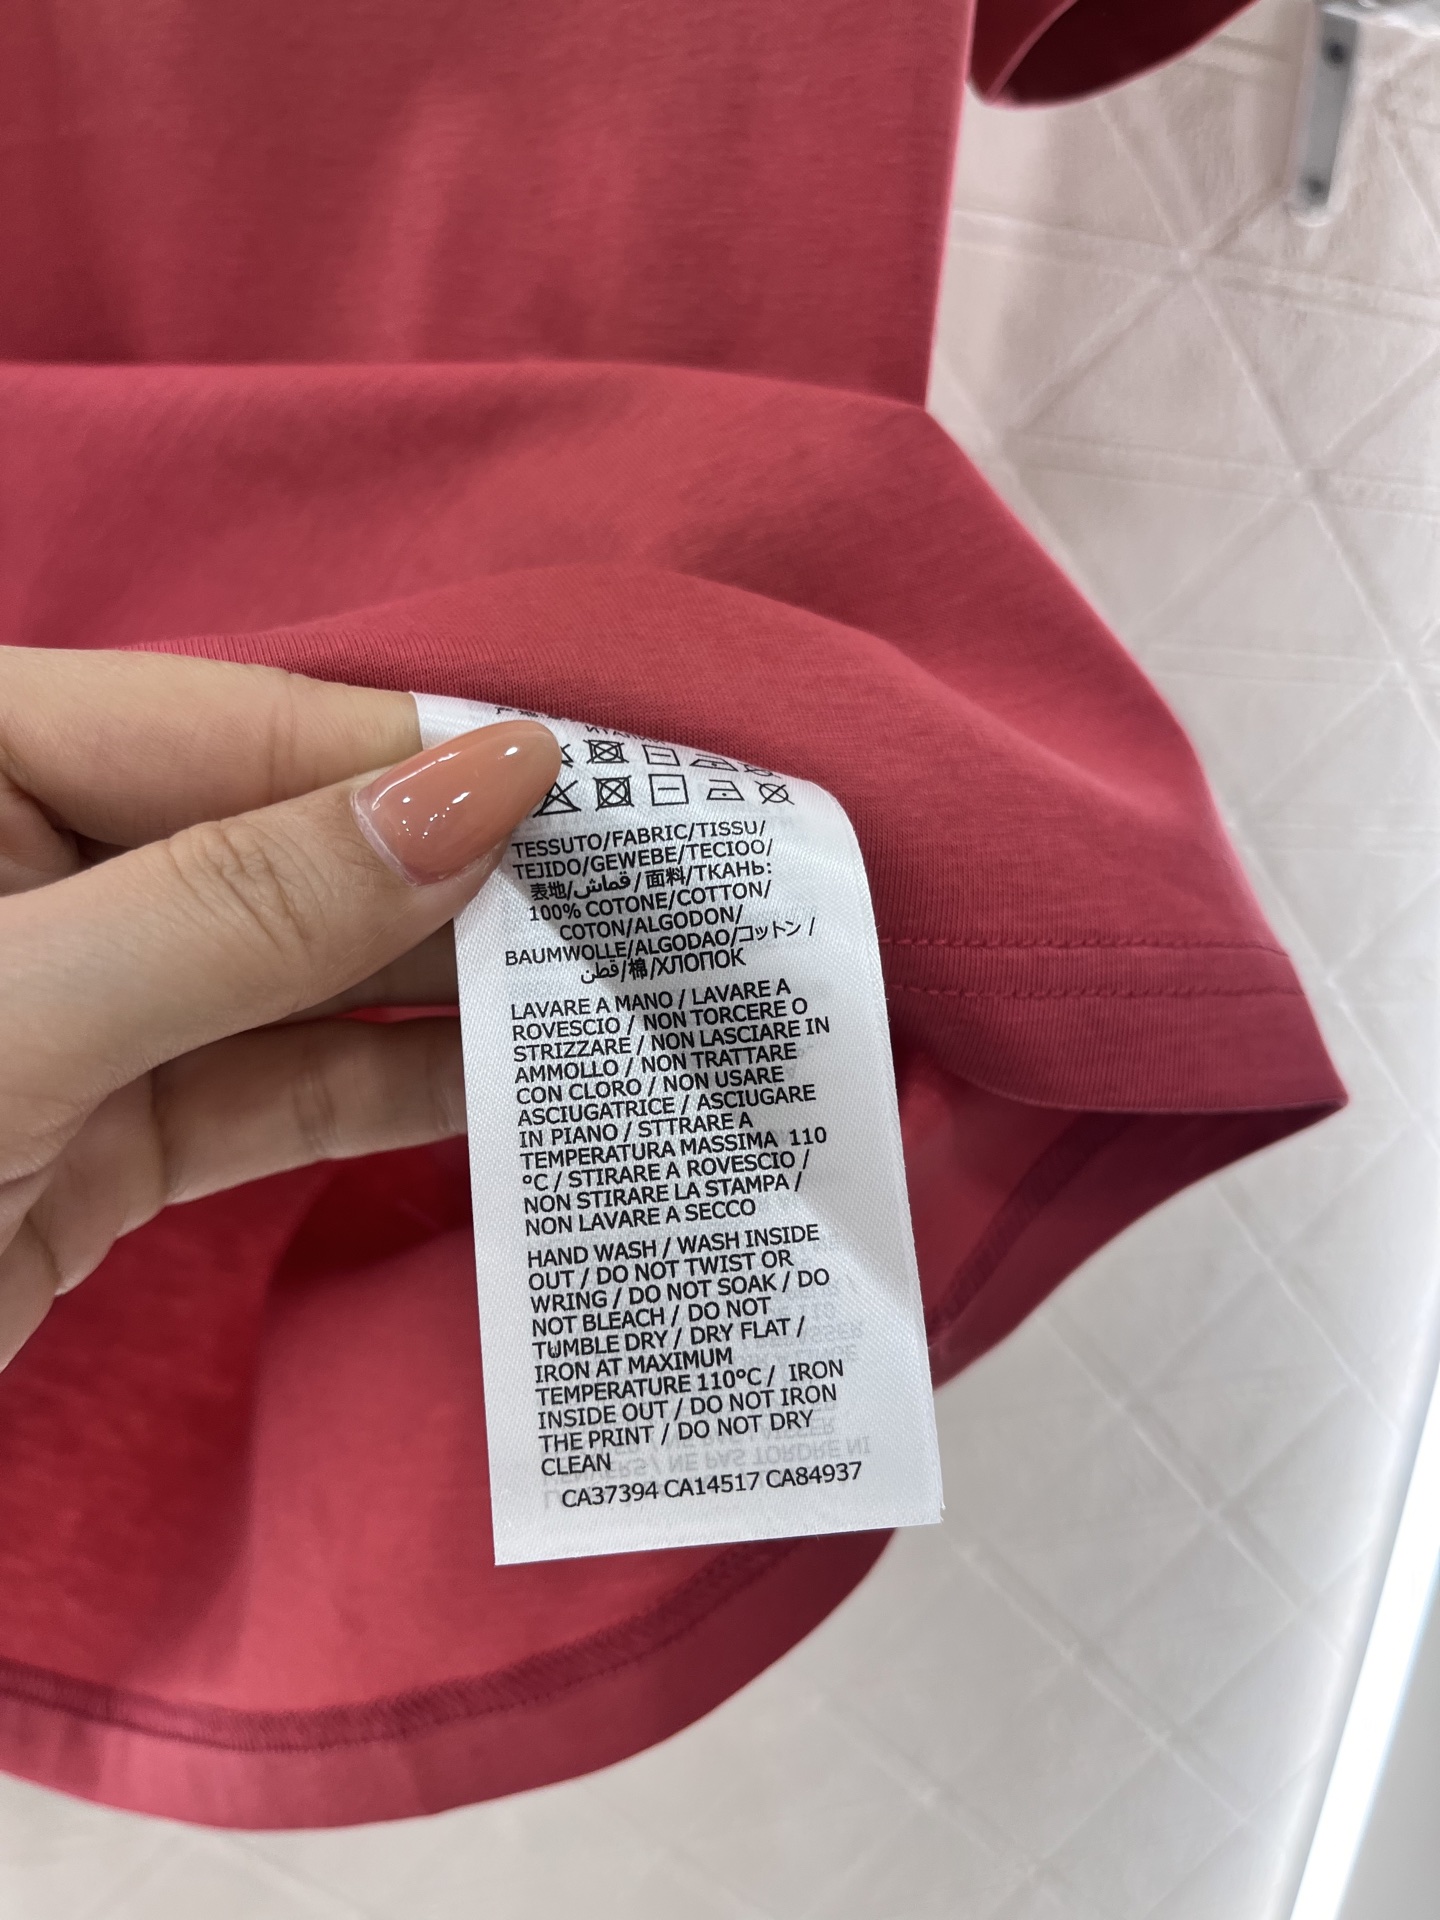 TESSUTO/FABRIC/TISSU/
TEJIDO/GEWEBE/TECIOO/
表地/قماش/面料/ТКАНЬ:
100% COTONE/COTTON/
COTON/ALGODON/
BAUMWOLLE/ALGODAO/コットン/
قطن/棉/ХЛОПОК
LAVARE A MANO / LAVARE A
ROVESCIO / NON TORCERE O
STRIZZARE / NON LASCIARE IN
AMMOLLO / NON TRATTARE
CON CLORO / NON USARE
ASCIUGATRICE / ASCIUGARE
IN PIANO / STTRARE A
TEMPERATURA MASSIMA 110
°C / STIRARE A ROVESCIO /
NON STIRARE LA STAMPA /
NON LAVARE A SECCO
HAND WASH / WASH INSIDE
OUT / DO NOT TWIST OR
WRING / DO NOT SOAK / DO
NOT BLEACH / DO NOT
TUMBLE DRY / DRY FLAT /
IRON AT MAXIMUM
TEMPERATURE 110°C / IRON
INSIDE OUT / DO NOT IRON
THE PRINT / DO NOT DRY
CLEAN
CA37394 CA14517 CA84937